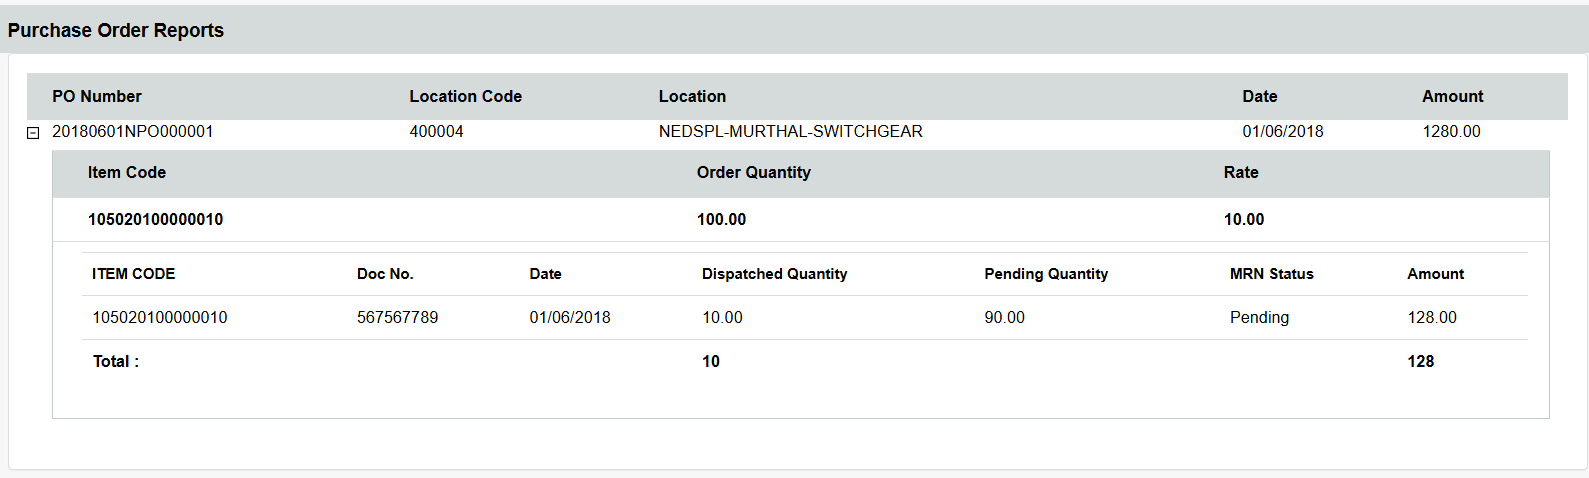 Purchase Order Reports
PO Number Location Code Location Date Amount
20180601NPO000001 400004 NEDSPL-MURTHAL-SWITCHGEAR 01/06/2018 1280.00
Item Code Order Quantity Rate
105020100000010 100.00 10.00
ITEM CODE Doc No. Date Dispatched Quantity Pending Quantity MRN Status Amount
105020100000010 567567789 01/06/2018 10.00 90.00 Pending 128.00
Total : 10 128